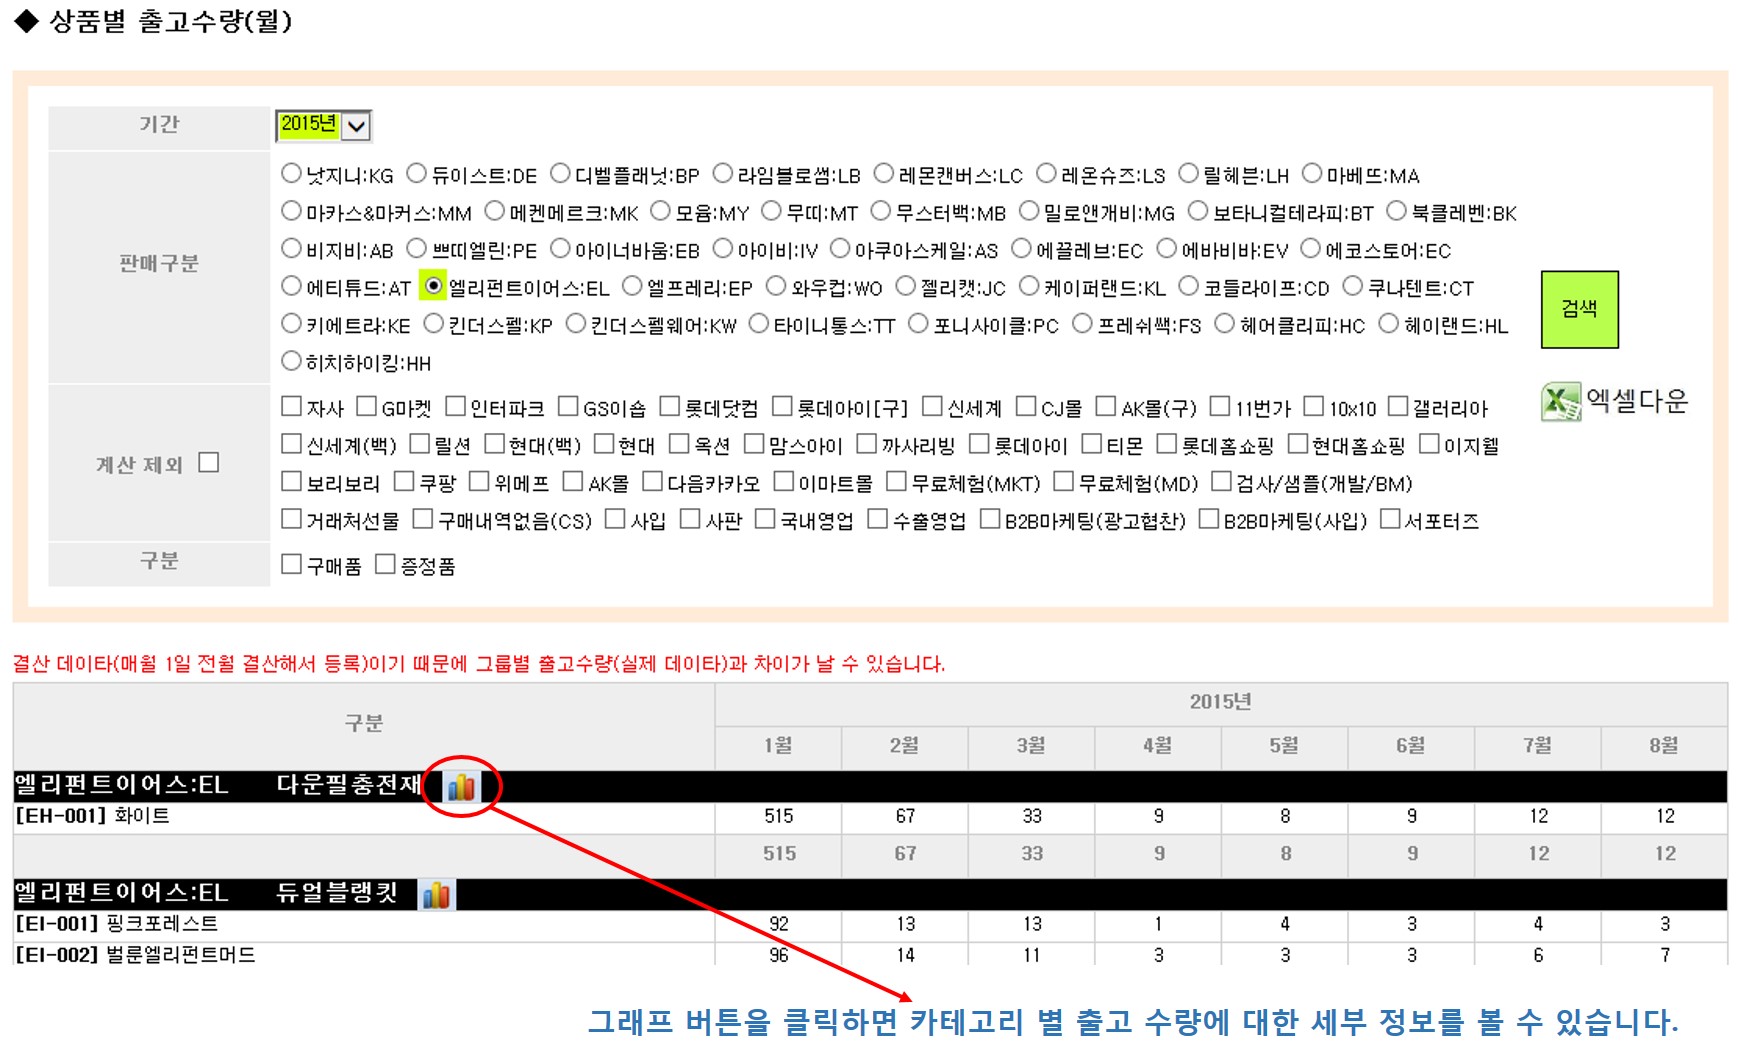 ◆ 상품별 출고수량(월)
기간 2015년
판매구분
낫지니:KG 듀이스트:DE 디벨플래닛:BP 라임블로쌤:LB 레몬캔버스:LC 레온슈즈:LS 릴헤븐:LH 마베뜨:MA
마카스&마커스:MM 메켄메르크:MK 모윰:MY 무띠:MT 무스터백:MB 밀로앤개비:MG 보타니컬테라피:BT 북클레벤:BK
비지비:AB 쁘띠엘린:PE 아이너바움:EB 아이비:IV 아쿠아스케일:AS 에끌레브:EC 에바비바:EV 에코스토어:EC
에티튜드:AT 엘리펀트이어스:EL 엘프레리:EP 와우컵:WO 젤리캣:JC 케이퍼랜드:KL 코들라이프:CD 쿠나텐트:CT
키에트라:KE 킨더스펠:KP 킨더스펠웨어:KW 타이니통스:TT 포니사이클:PC 프레쉬쌕:FS 헤어클리피:HC 헤이랜드:HL
히치하이킹:HH
검색
엑셀다운
계산 제외
자사 G마켓 인터파크 GS이숍 롯데닷컴 롯데아이[구] 신세계 CJ몰 AK몰(구) 11번가 10x10 갤러리아
신세계(백) 릴션 현대(백) 현대 옥션 맘스아이 까사리빙 롯데아이 티몬 롯데홈쇼핑 현대홈쇼핑 이지웰
보리보리 쿠팡 위메프 AK몰 다음카카오 이마트몰 무료체험(MKT) 무료체험(MD) 검사/샘플(개발/BM)
거래처선물 구매내역없음(CS) 사입 사판 국내영업 수출영업 B2B마케팅(광고협찬) B2B마케팅(사입) 서포터즈
구분 구매품 증정품
결산 데이타(매월 1일 전월 결산해서 등록)이기 때문에 그룹별 출고수량(실제 데이타)과 차이가 날 수 있습니다.
구분 2015년
1월 2월 3월 4월 5월 6월 7월 8월
엘리펀트이어스:EL 다운필충전재
[EH-001] 화이트 515 67 33 9 8 9 12 12
515 67 33 9 8 9 12 12
엘리펀트이어스:EL 듀얼블랭킷
[EI-001] 핑크포레스트 92 13 13 1 4 3 4 3
[EI-002] 벌룬엘리펀트머드 96 14 11 3 3 3 6 7
그래프 버튼을 클릭하면 카테고리 별 출고 수량에 대한 세부 정보를 볼 수 있습니다.